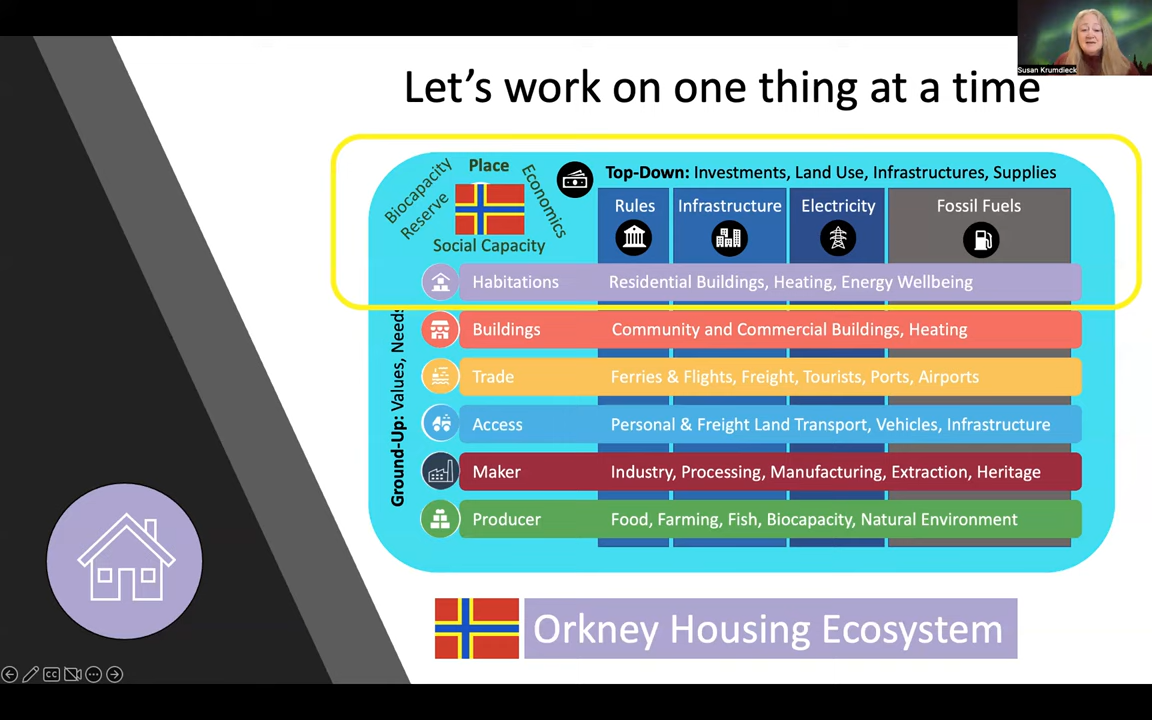 Susan Krumdieck
Let's work on one thing at a time
Biocapacity
Reserve
Place
Economics
Social Capacity
Top-Down: Investments, Land Use, Infrastructures, Supplies
Rules
Infrastructure
Electricity
Fossil Fuels
Habitations Residential Buildings, Heating, Energy Wellbeing
Buildings Community and Commercial Buildings, Heating
Trade Ferries & Flights, Freight, Tourists, Ports, Airports
Access Personal & Freight Land Transport, Vehicles, Infrastructure
Maker Industry, Processing, Manufacturing, Extraction, Heritage
Producer Food, Farming, Fish, Biocapacity, Natural Environment
Ground-Up: Values, Needs
Orkney Housing Ecosystem
CC